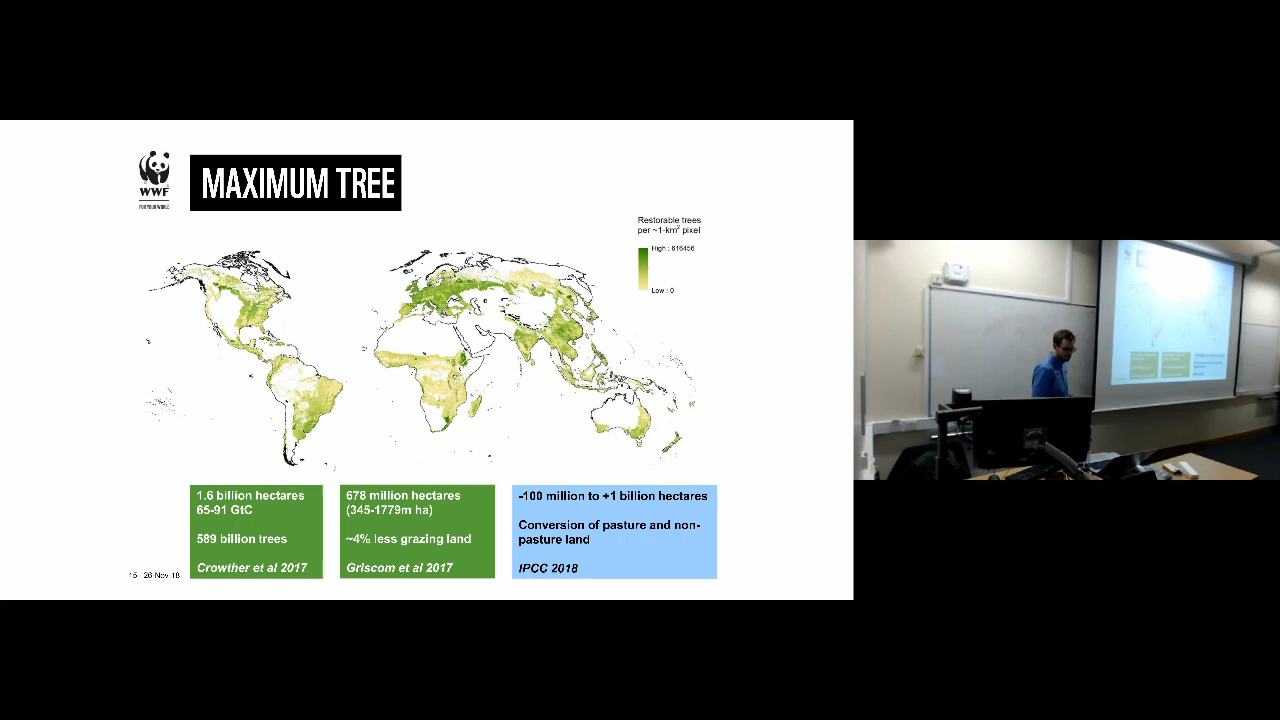 WWF
FOR YOUR WORLD
MAXIMUM TREE
Restorable trees
per ~1-km² pixel
High : 616456
Low : 0
1.6 billion hectares
65-91 GtC
589 billion trees
Crowther et al 2017
678 million hectares
(345-1779m ha)
~4% less grazing land
Griscom et al 2017
-100 million to +1 billion hectares
Conversion of pasture and non-
pasture land
IPCC 2018
15 26-Nov-18